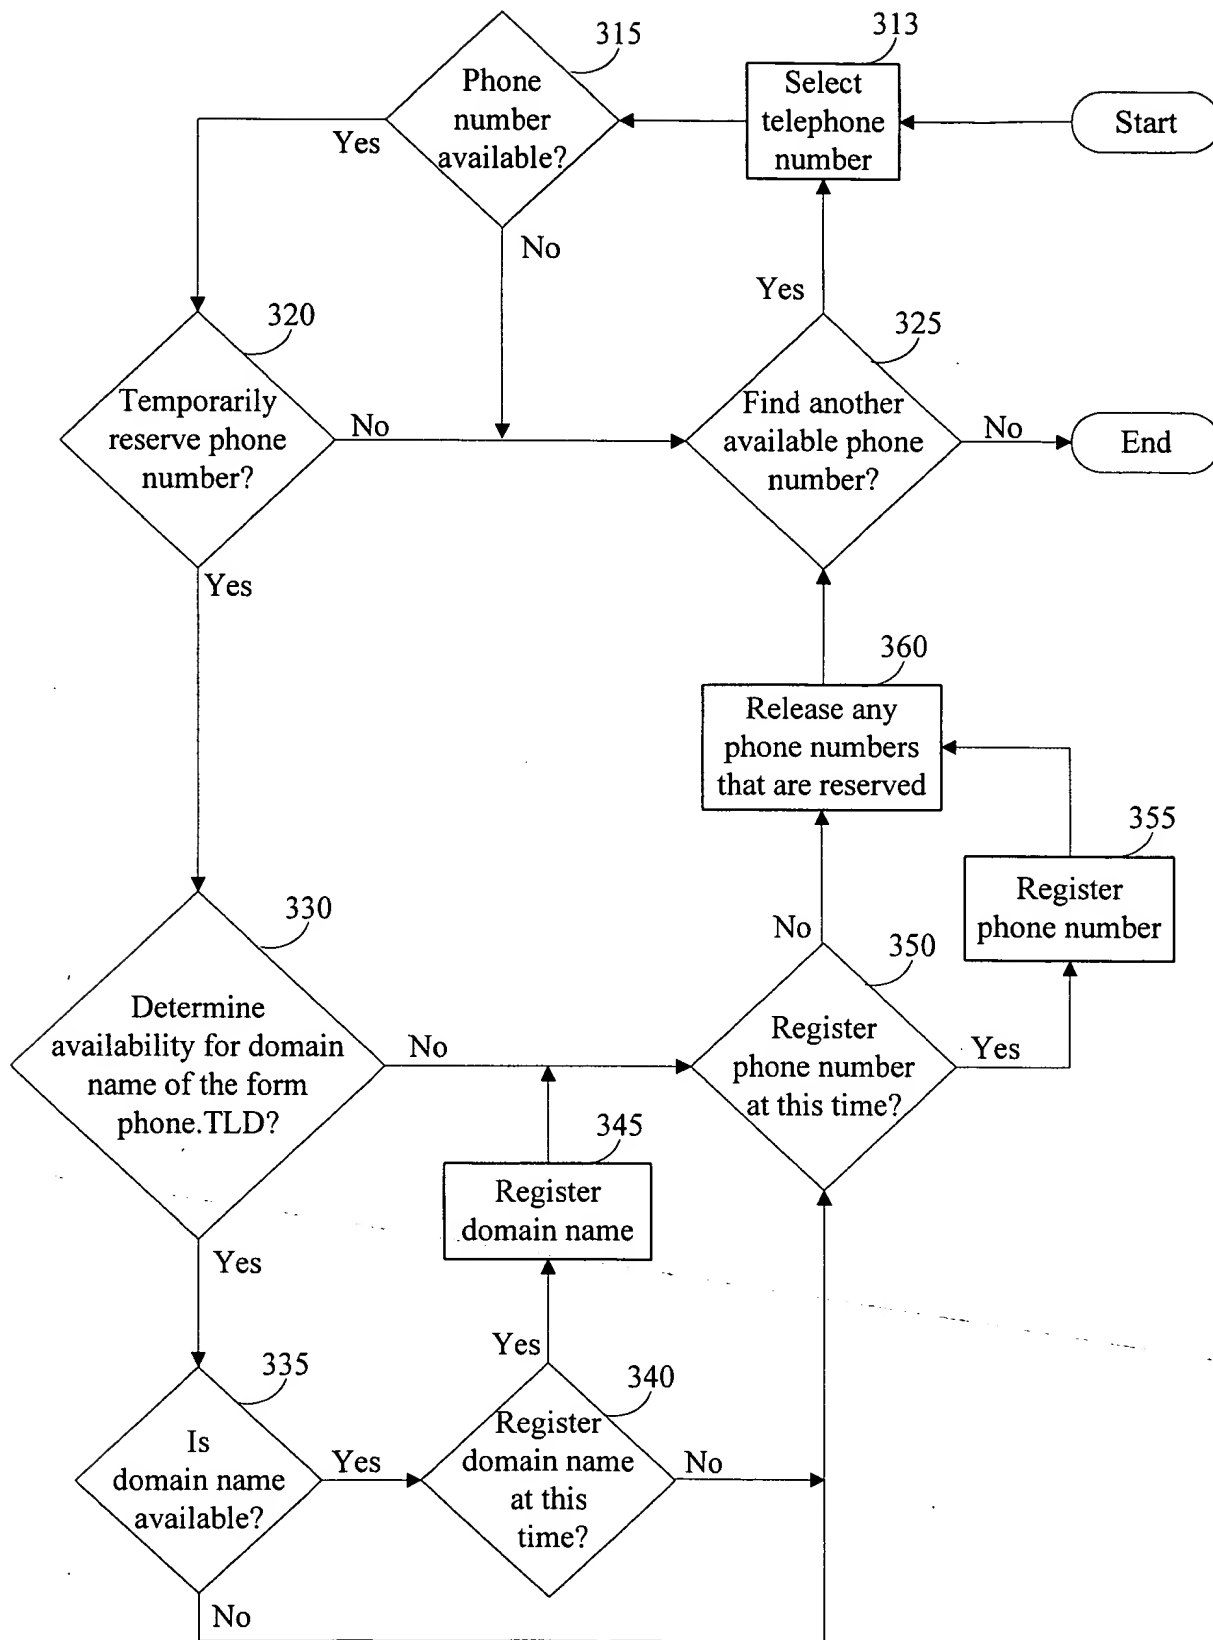 313
315
Phone
number
available?
Select
telephone
number
Start
Yes
No
Yes
320
325
Temporarily
reserve phone
number?
No
Find another
available phone
number?
No
End
Yes
360
Release any
phone numbers
that are reserved
355
Register
phone number
330
No
350
Determine
availability for domain
name of the form
phone.TLD?
No
Register
phone number
at this time?
Yes
345
Register
domain name
Yes
Yes
335
340
Is
domain name
available?
Yes
Register
domain name
at this
time?
No
No